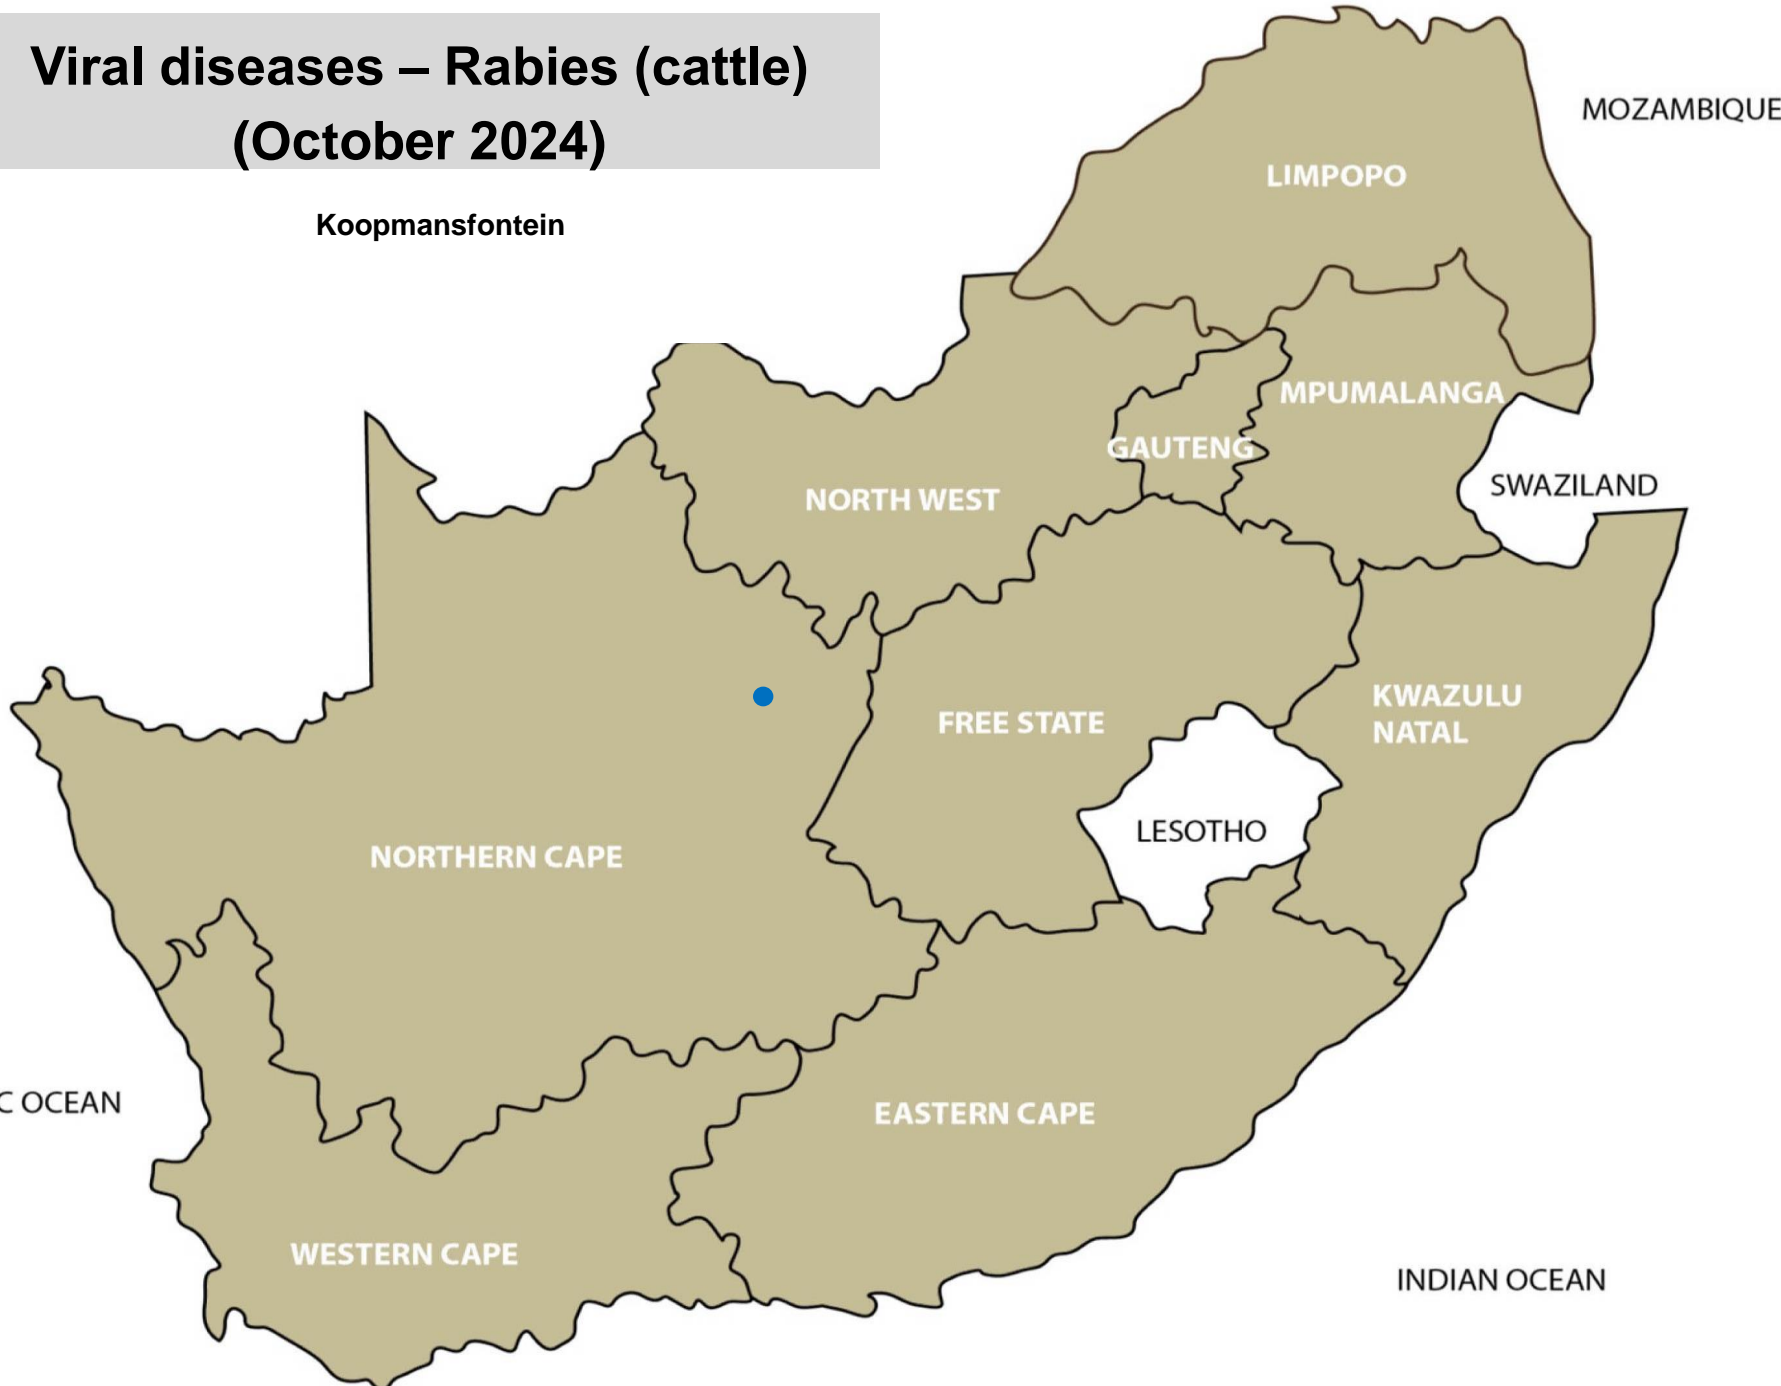 Viral diseases – Rabies (cattle)
(October 2024)
Koopmansfontein
MOZAMBIQUE
LIMPOPO
MPUMALANGA
GAUTENG
SWAZILAND
NORTH WEST
KWAZULU
NATAL
FREE STATE
LESOTHO
NORTHERN CAPE
C OCEAN
EASTERN CAPE
WESTERN CAPE
INDIAN OCEAN